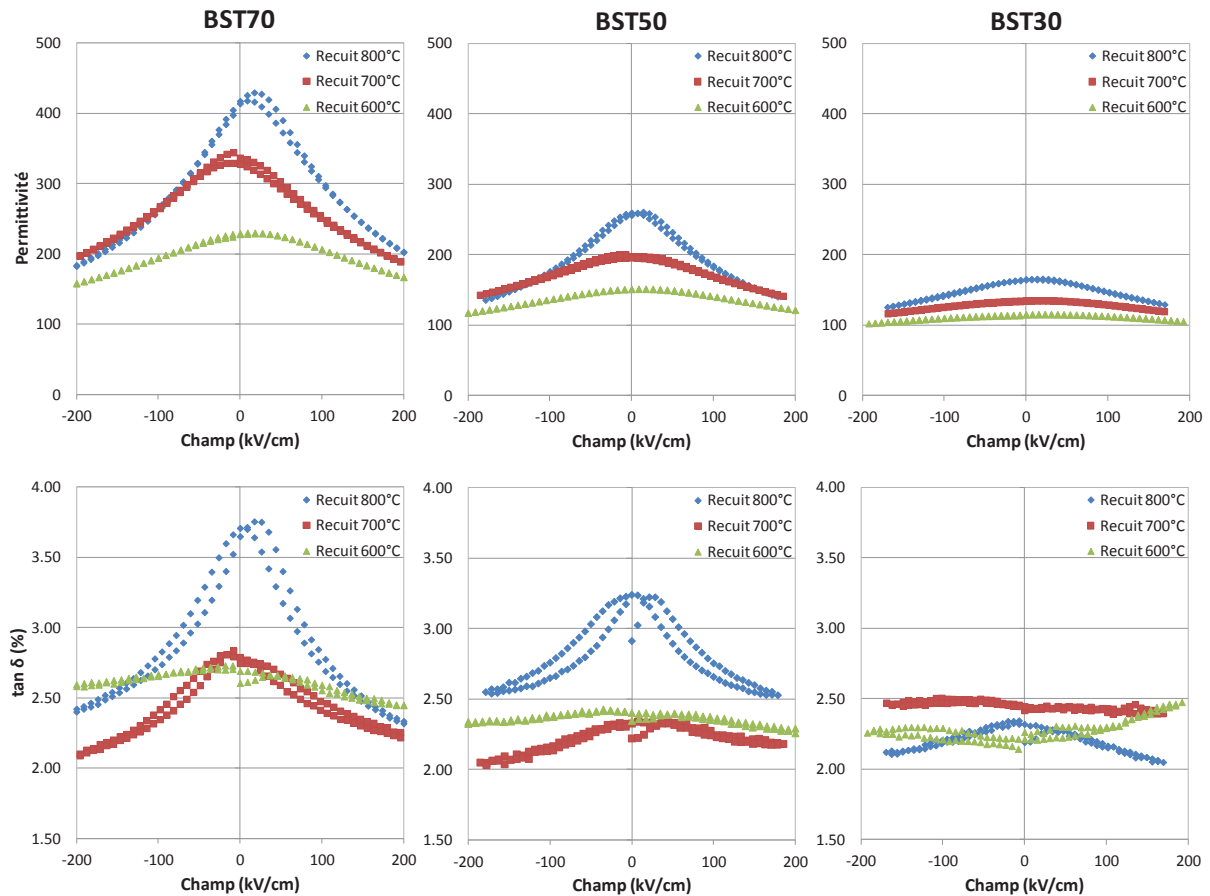 BST70
BST50
BST30
500
400
300
200
100
0
-200
-100
0
100
200
Permittivité
Champ (kV/cm)
Recuit 800°C
Recuit 700°C
Recuit 600°C
500
400
300
200
100
0
-200
-100
0
100
200
Champ (kV/cm)
Recuit 800°C
Recuit 700°C
Recuit 600°C
500
400
300
200
100
0
-200
-100
0
100
200
Champ (kV/cm)
Recuit 800°C
Recuit 700°C
Recuit 600°C
4.00
3.50
3.00
2.50
2.00
1.50
-200
-100
0
100
200
tan δ (%)
Champ (kV/cm)
Recuit 800°C
Recuit 700°C
Recuit 600°C
4.00
3.50
3.00
2.50
2.00
1.50
-200
-100
0
100
200
Champ (kV/cm)
Recuit 800°C
Recuit 700°C
Recuit 600°C
4.00
3.50
3.00
2.50
2.00
1.50
-200
-100
0
100
200
Champ (kV/cm)
Recuit 800°C
Recuit 700°C
Recuit 600°C